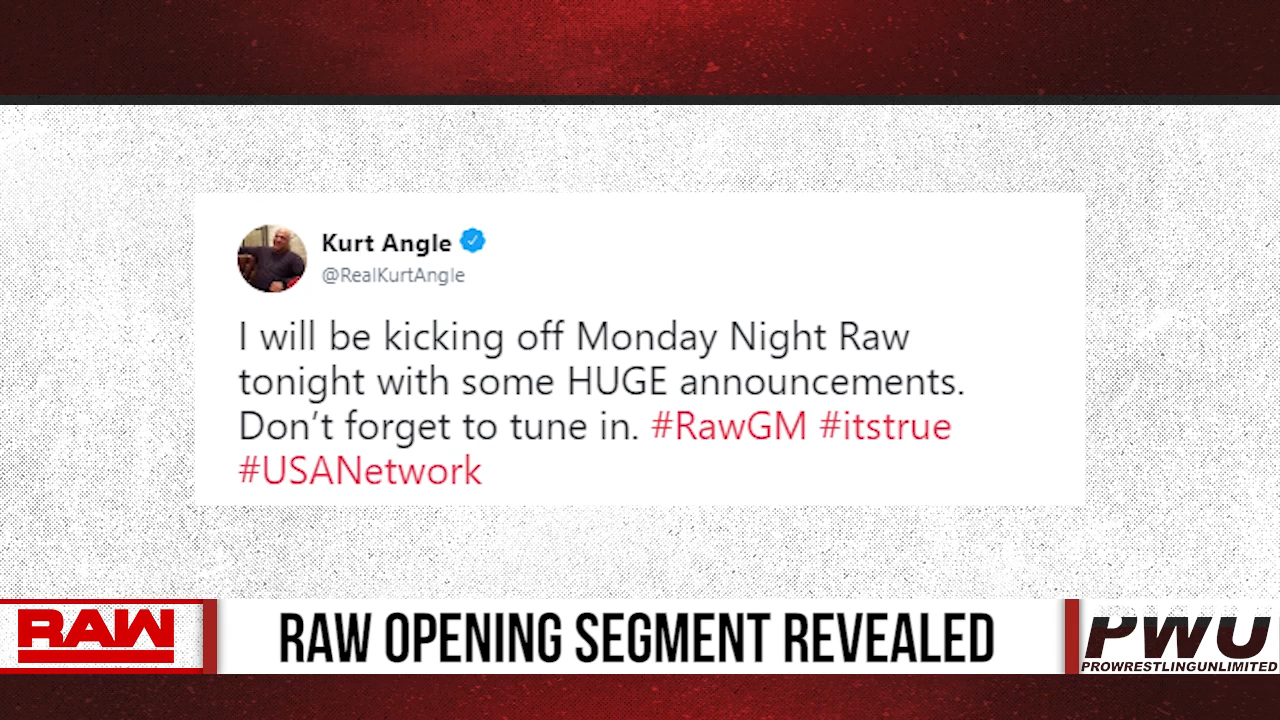 Kurt Angle
@RealKurtAngle
I will be kicking off Monday Night Raw
tonight with some HUGE announcements.
Don’t forget to tune in. #RawGM #itstrue
#USANetwork
RAW
RAW OPENING SEGMENT REVEALED
PWU
PROWRESTLINGUNLIMITED